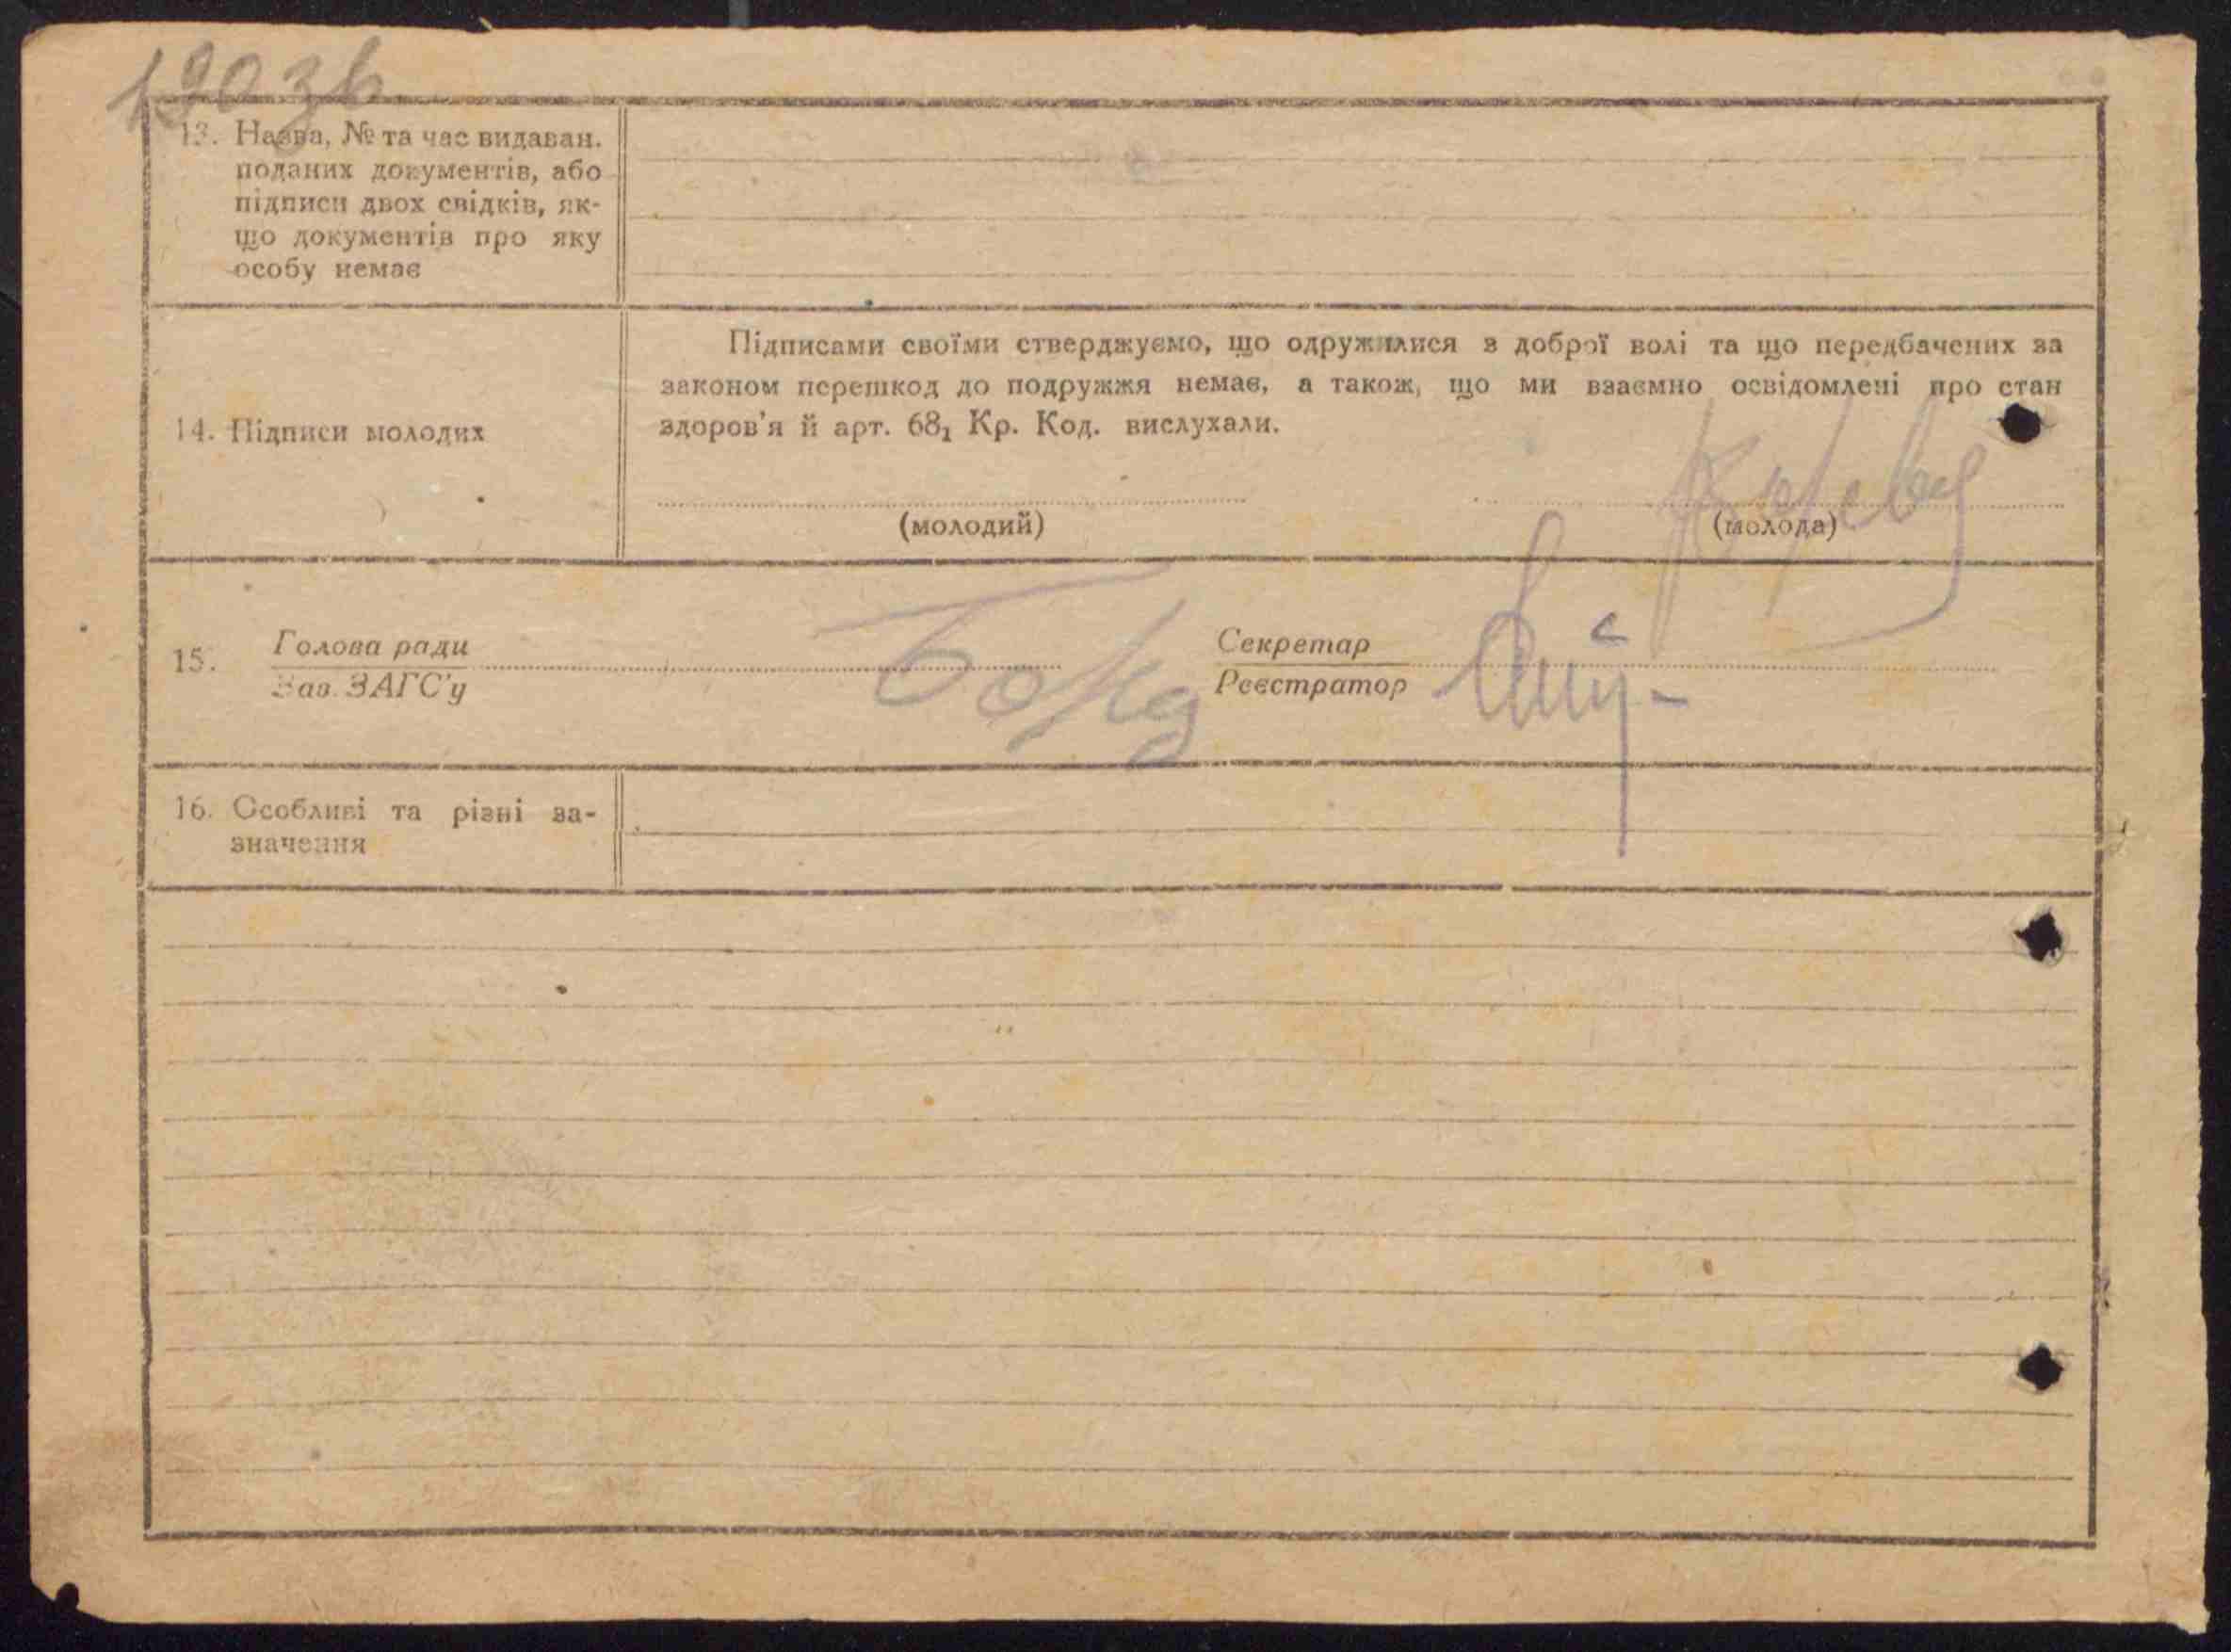 13. Назва, № та час видаван.
поданих документів, або
підписи двох свідків, як-
що документів про яку
особу немає
Підписами своїми стверджуємо, що одружилися з доброї волі та що передбачених за
законом перешкод до подружжя немає, а також, що ми взаємно освідомлені про стан
здоров'я й арт. 68₁ Кр. Код. вислухали.
14. Підписи молодих
(молодий)
(молода)
15. Голова ради
Зав. ЗАГС'у
Секретар
Реєстратор
16. Особливі та різні за-
значення